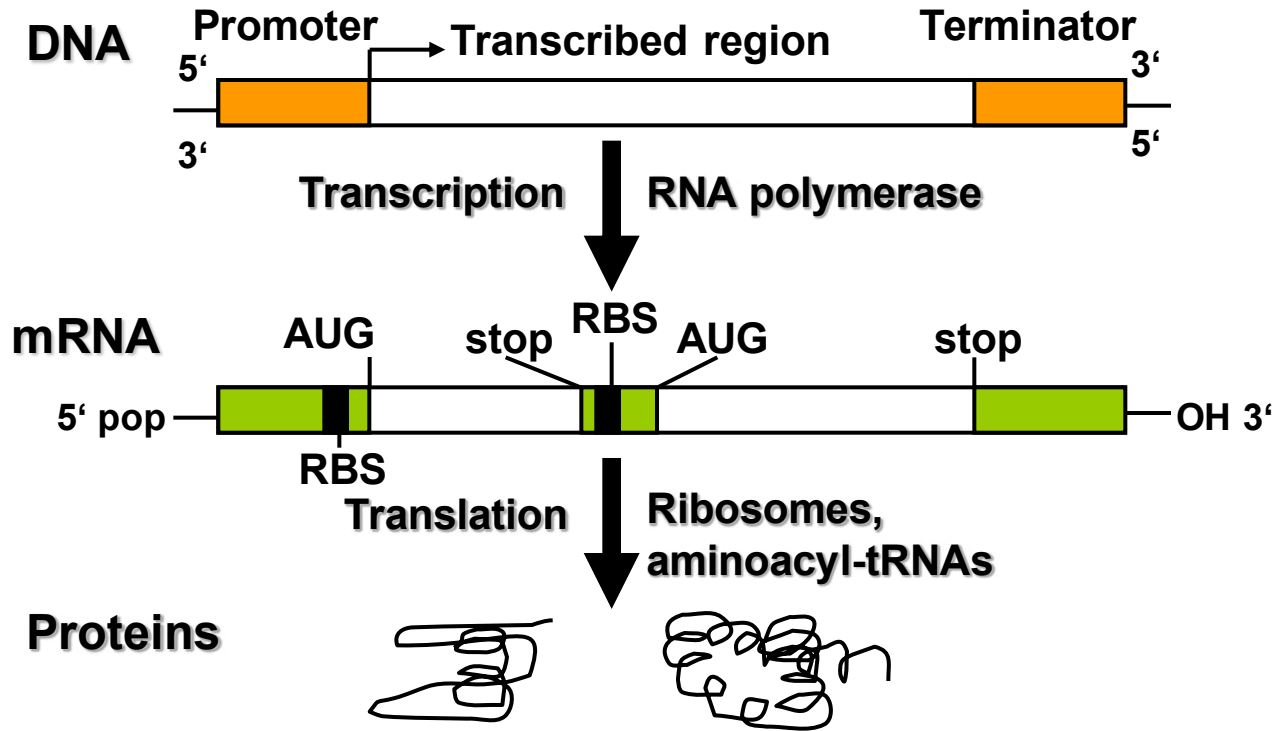 DNA
Promoter
Transcribed region
Terminator
5‘
3‘
3‘
5‘
Transcription
RNA polymerase
mRNA
AUG
stop
RBS
AUG
stop
5‘ pop
OH 3‘
RBS
Translation
Ribosomes,
aminoacyl-tRNAs
Proteins